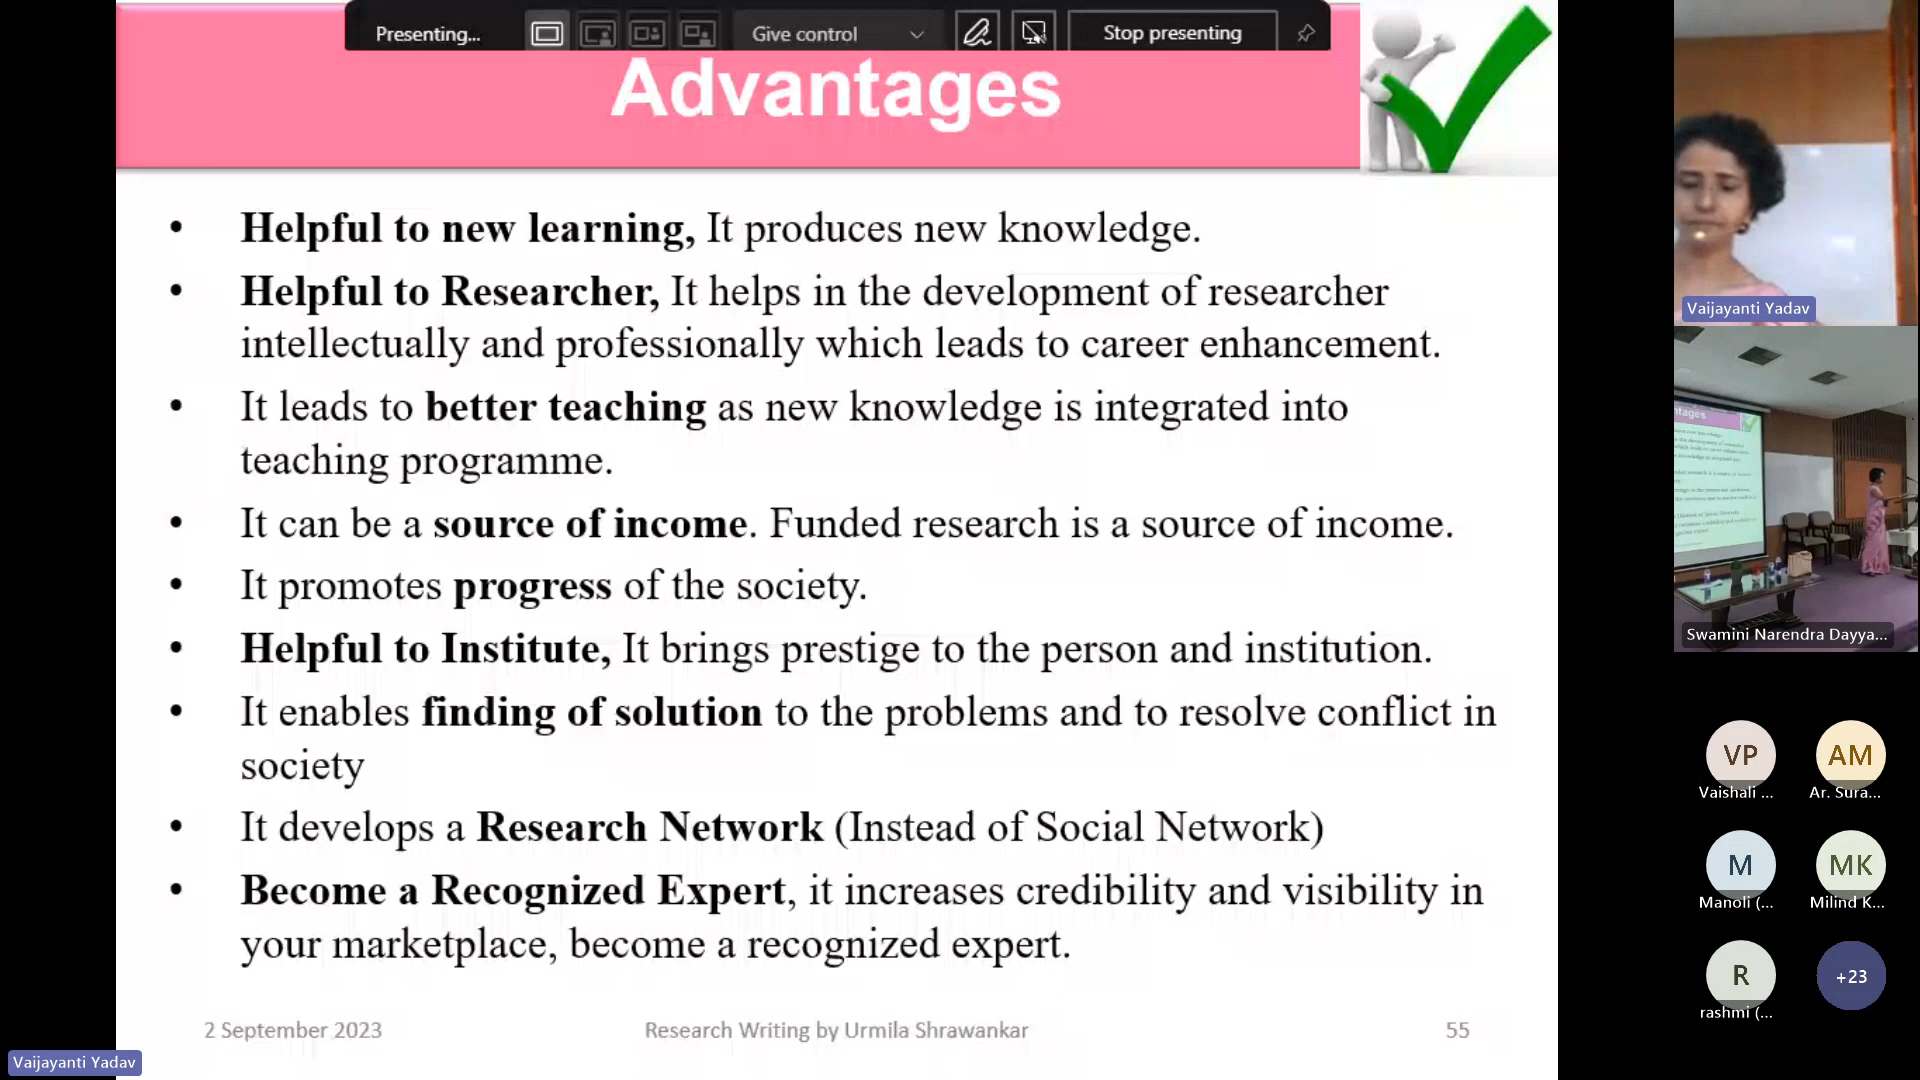 Presenting...
Give control
Stop presenting
Advantages
• Helpful to new learning, It produces new knowledge.
• Helpful to Researcher, It helps in the development of researcher
intellectually and professionally which leads to career enhancement.
• It leads to better teaching as new knowledge is integrated into
teaching programme.
• It can be a source of income. Funded research is a source of income.
• It promotes progress of the society.
• Helpful to Institute, It brings prestige to the person and institution.
• It enables finding of solution to the problems and to resolve conflict in
society
• It develops a Research Network (Instead of Social Network)
• Become a Recognized Expert, it increases credibility and visibility in
your marketplace, become a recognized expert.
2 September 2023
Research Writing by Urmila Shrawankar
55
Vaijayanti Yadav
Vaijayanti Yadav
Swamini Narendra Dayya...
VP
Vaishali ...
AM
Ar. Sura...
M
Manoli (...
MK
Milind K...
R
rashmi (...
+23